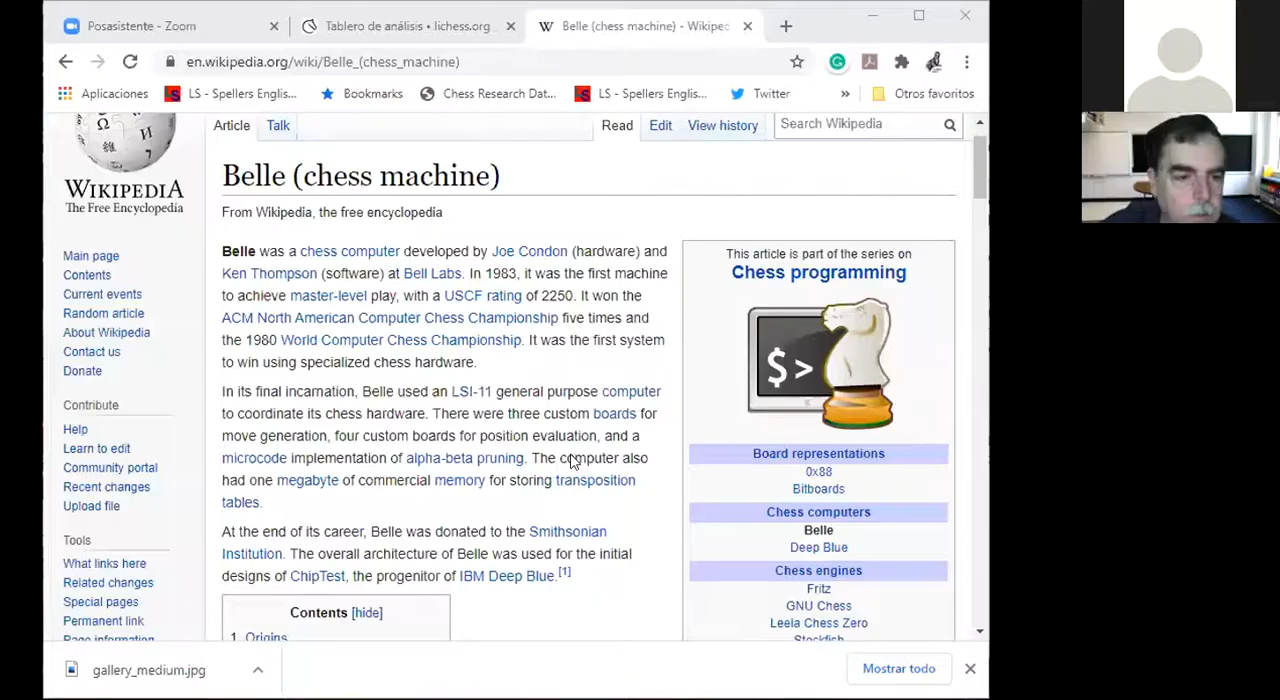 Posasistente - Zoom
Tablero de análisis • lichess.org
Belle (chess machine) - Wikipec
en.wikipedia.org/wiki/Belle_(chess_machine)
Aplicaciones
LS - Spellers Englis...
Bookmarks
Chess Research Dat...
LS - Spellers Englis...
Twitter
»
Otros favoritos
Article
Talk
Read
Edit
View history
Search Wikipedia
WIKIPEDIA
The Free Encyclopedia
Main page
Contents
Current events
Random article
About Wikipedia
Contact us
Donate
Contribute
Help
Learn to edit
Community portal
Recent changes
Upload file
Tools
What links here
Related changes
Special pages
Permanent link
Page information
Belle (chess machine)
From Wikipedia, the free encyclopedia
Belle was a chess computer developed by Joe Condon (hardware) and
Ken Thompson (software) at Bell Labs. In 1983, it was the first machine
to achieve master-level play, with a USCF rating of 2250. It won the
ACM North American Computer Chess Championship five times and
the 1980 World Computer Chess Championship. It was the first system
to win using specialized chess hardware.
In its final incarnation, Belle used an LSI-11 general purpose computer
to coordinate its chess hardware. There were three custom boards for
move generation, four custom boards for position evaluation, and a
microcode implementation of alpha-beta pruning. The computer also
had one megabyte of commercial memory for storing transposition
tables.
At the end of its career, Belle was donated to the Smithsonian
Institution. The overall architecture of Belle was used for the initial
designs of ChipTest, the progenitor of IBM Deep Blue.[1]
Contents [hide]
1 Origins
This article is part of the series on
Chess programming
$ >
Board representations
0x88
Bitboards
Chess computers
Belle
Deep Blue
Chess engines
Fritz
GNU Chess
Leela Chess Zero
Stockfish
gallery_medium.jpg
Mostrar todo